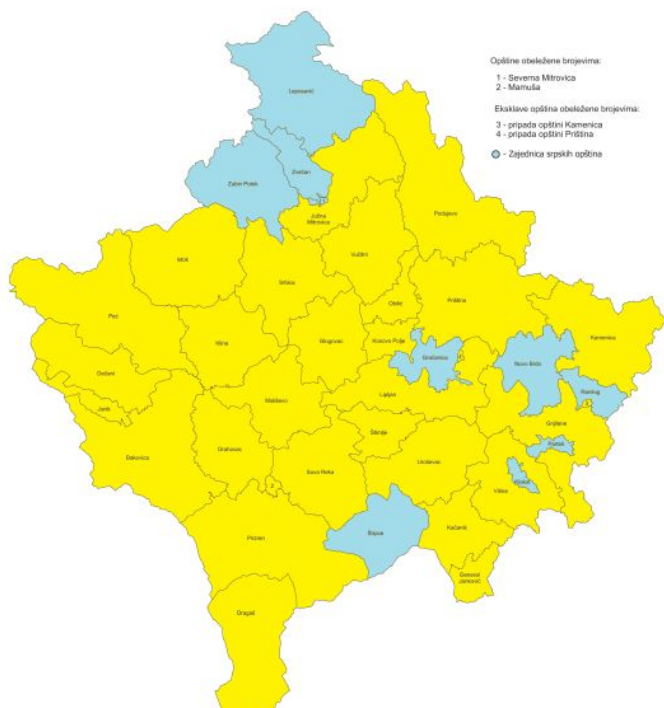 Opštine obeležene brojevima:
1 - Severna Mitrovica
2 - Mamuša
Eksklave opština obeležene brojevima:
3 - pripada opštini Kamenica
4 - pripada opštini Priština
- Zajednica srpskih opština
Leposavić
Zvečan
Zubin Potok
Južna
Mitrovica
Podujevo
Vučitrn
Istok
Srbica
Obilić
Priština
Peć
Kamenica
Klina
Glogovac
Kosovo Polje
Gračanica
Novo Brdo
Dečani
Ranilug
Lipljan
Junik
Mališevo
Gnjilane
Štimlje
Parteš
Đakovica
Orahovac
Suva Reka
Uroševac
Klokot
Vitina
2
Štrpce
Kačanik
Prizren
General
Janković
Dragaš